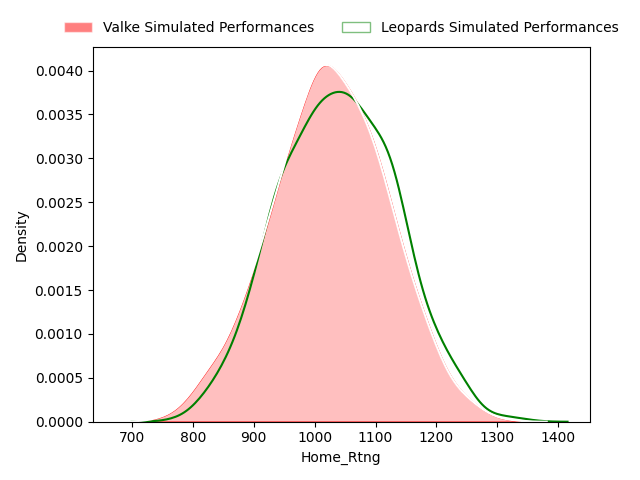 Valke Simulated Performances
Leopards Simulated Performances
0.0040
0.0035
0.0030
0.0025
0.0020
0.0015
0.0010
0.0005
0.0000
Density
700 800 900 1000 1100 1200 1300 1400
Home_Rtng